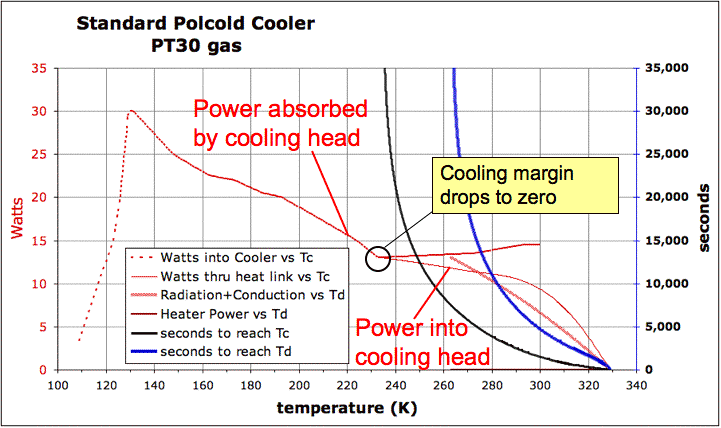 Standard Polcold Cooler
PT30 gas
35
30
25
20
15
10
5
0
Watts
35,000
30,000
25,000
20,000
15,000
10,000
5,000
0
seconds
Power absorbed
by cooling head
Cooling margin
drops to zero
Watts into Cooler vs Tc
Watts thru heat link vs Tc
Radiation+Conduction vs Td
Heater Power vs Td
seconds to reach Tc
seconds to reach Td
Power into
cooling head
100 120 140 160 180 200 220 240 260 280 300 320 340
temperature (K)